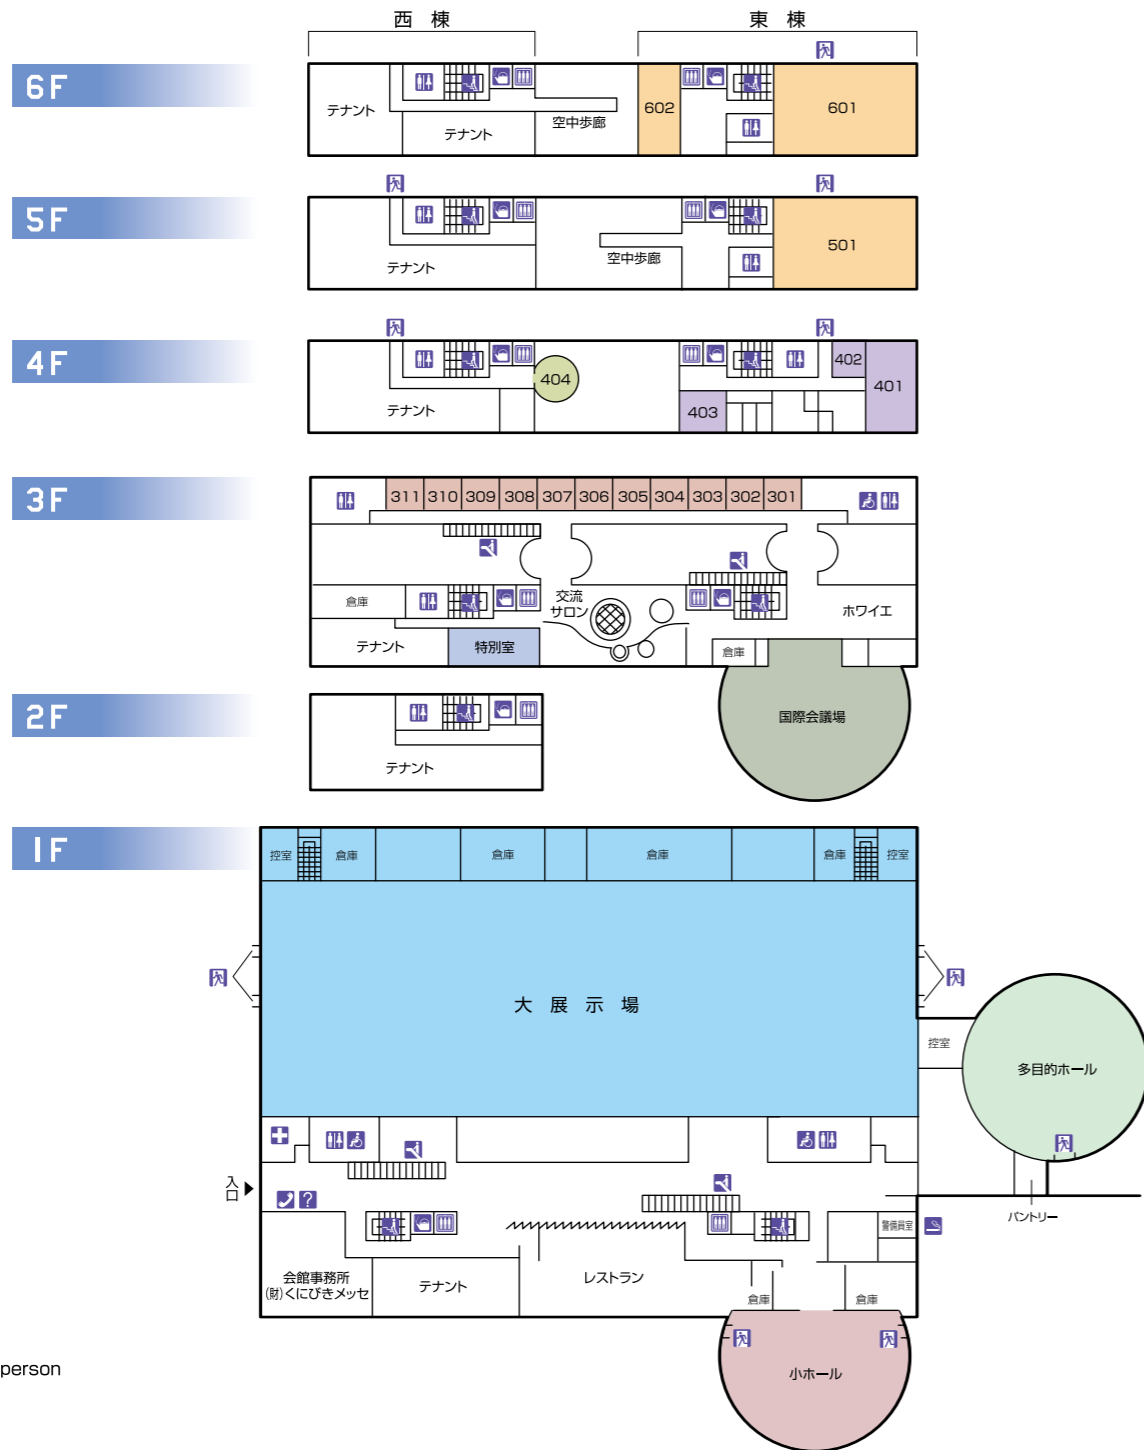 西 棟
東 棟
6F
テナント
テナント
空中歩廊
602
601
5F
テナント
空中歩廊
501
4F
テナント
404
403
402
401
3F
311 310 309 308 307 306 305 304 303 302 301
倉庫
テナント
特別室
交流
サロン
ホワイエ
倉庫
国際会議場
2F
テナント
1F
控室
倉庫
倉庫
倉庫
倉庫
控室
大 展 示 場
控室
多目的ホール
入口
?
パントリー
警備員室
会館事務所
(財)くにびきメッセ
テナント
レストラン
倉庫
倉庫
小ホール
person